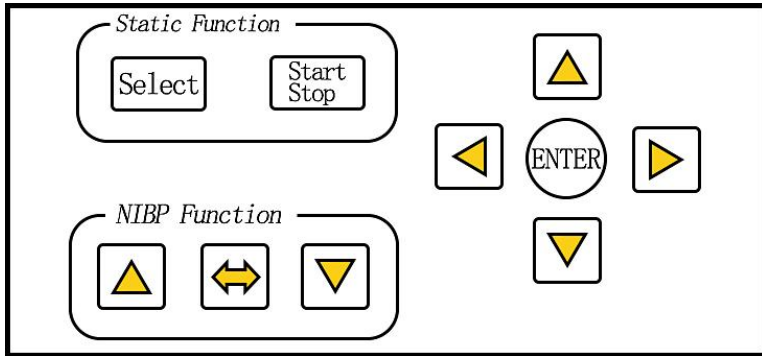 Static Function
Select
Start
Stop
ENTER
NIBP Function